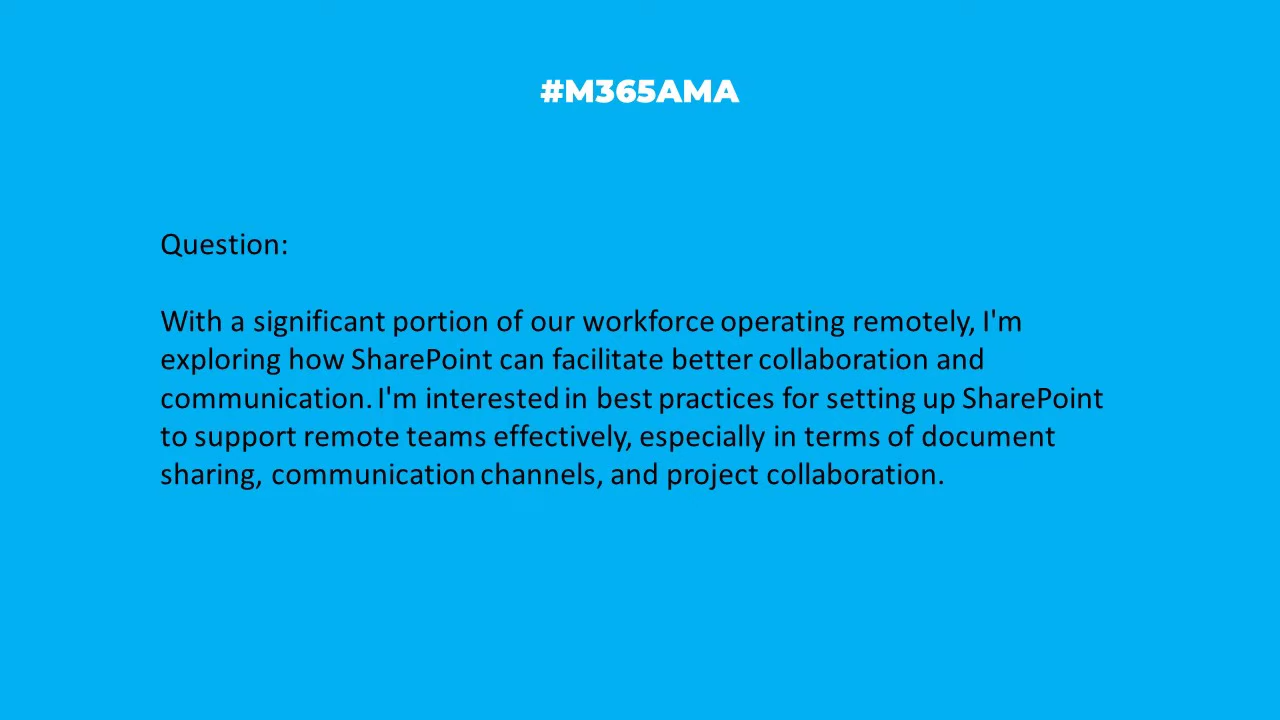 #M365AMA
Question:
With a significant portion of our workforce operating remotely, I'm
exploring how SharePoint can facilitate better collaboration and
communication. I'm interested in best practices for setting up SharePoint
to support remote teams effectively, especially in terms of document
sharing, communication channels, and project collaboration.